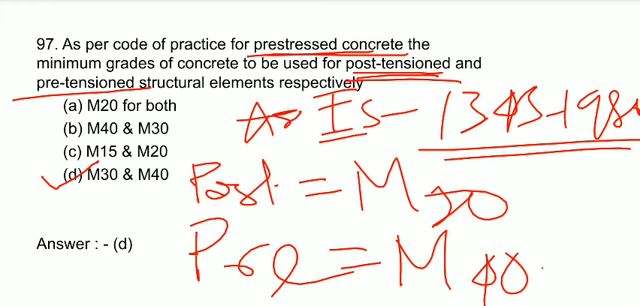 97. As per code of practice for prestressed concrete the
minimum grades of concrete to be used for post-tensioned and
pre-tensioned structural elements respectively
(a) M20 for both
(b) M40 & M30
(c) M15 & M20
(d) M30 & M40
Answer : - (d)
As IS-1343-198
Post. = M30
Pre = M40.